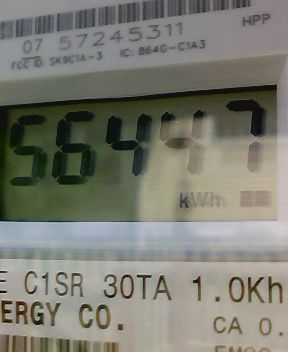 HPP
07 57245311
FCC ID: SK9C1A-3 IC: B64G-C1A3
56447
kWh
E C1SR 30TA 1.0Kh
ERGY CO.
CA 0.